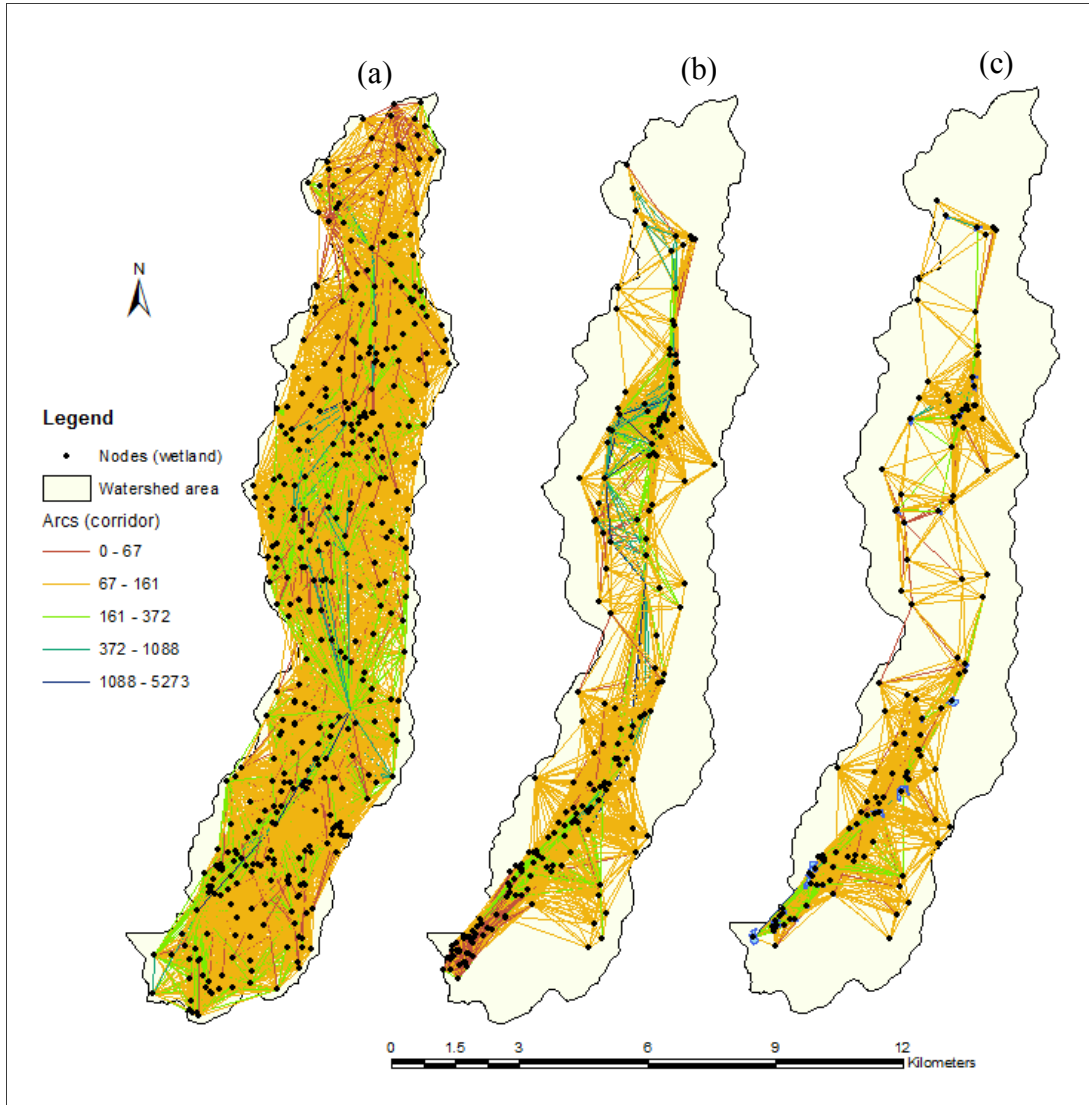 (a)
(b)
(c)
N
Legend
Nodes (wetland)
Watershed area
Arcs (corridor)
0 - 67
67 - 161
161 - 372
372 - 1088
1088 - 5273
0 1.5 3 6 9 12
Kilometers